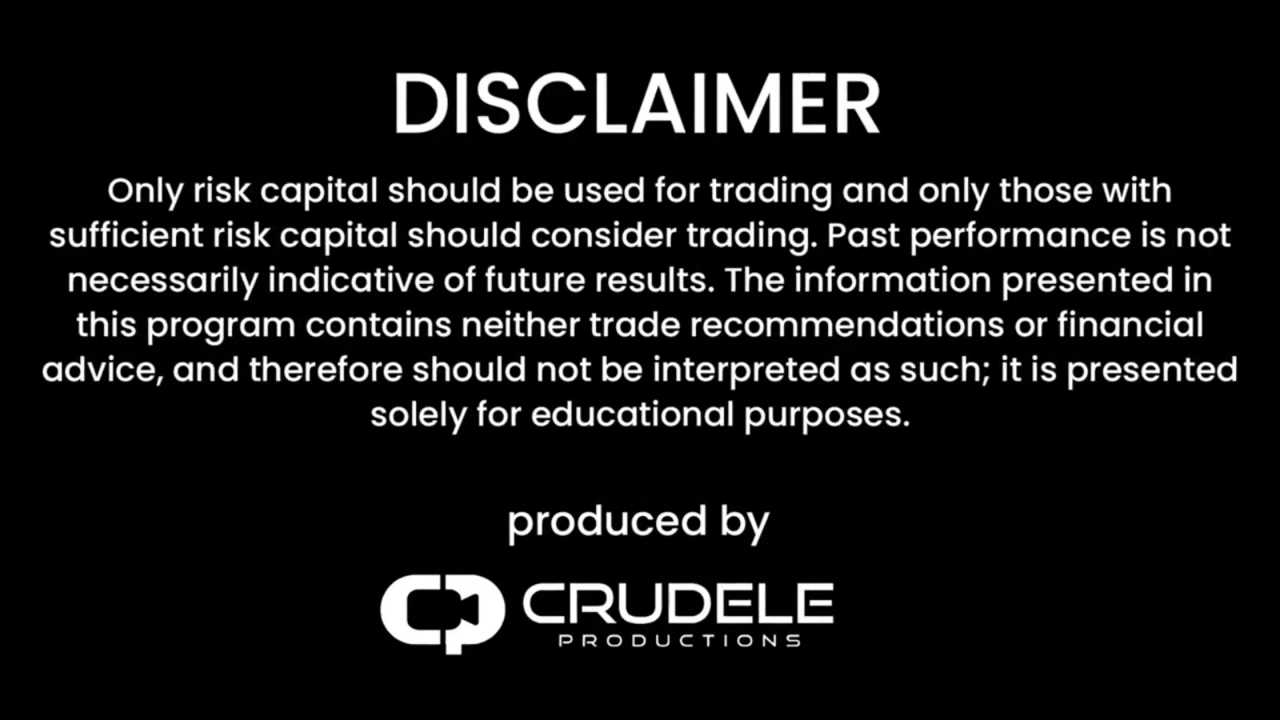 DISCLAIMER
Only risk capital should be used for trading and only those with
sufficient risk capital should consider trading. Past performance is not
necessarily indicative of future results. The information presented in
this program contains neither trade recommendations or financial
advice, and therefore should not be interpreted as such; it is presented
solely for educational purposes.
produced by
CRUDELE
PRODUCTIONS